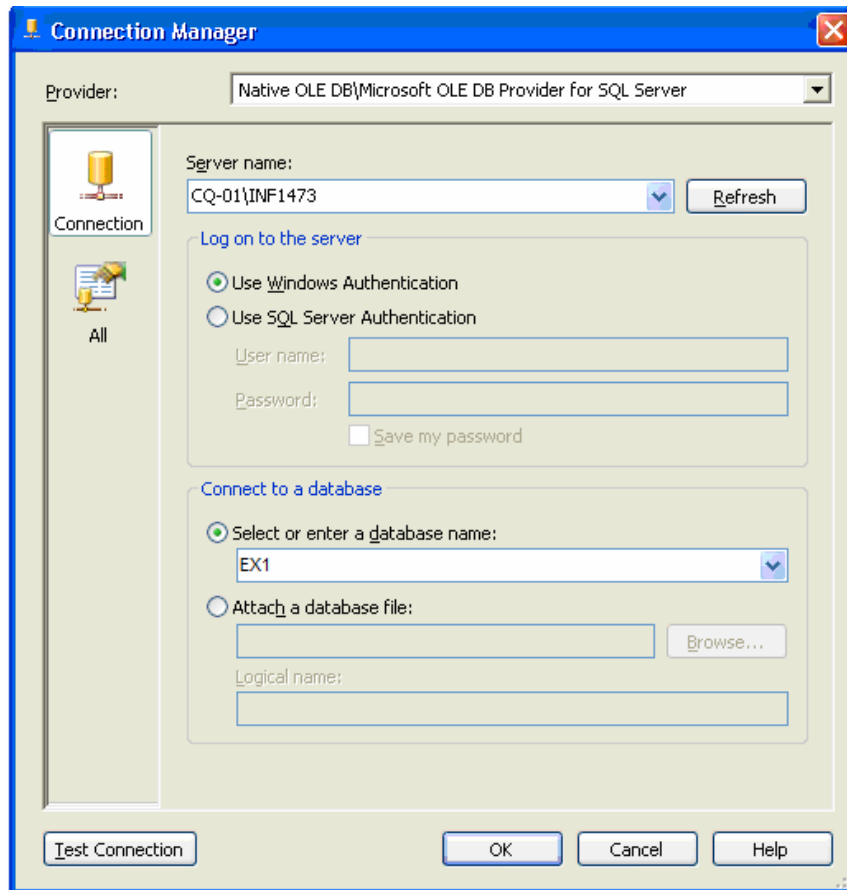 Connection Manager
Provider:
Native OLE DB\Microsoft OLE DB Provider for SQL Server
Connection
All
Server name:
CQ-01\INF1473
Refresh
Log on to the server
Use Windows Authentication
Use SQL Server Authentication
User name:
Password:
Save my password
Connect to a database
Select or enter a database name:
EX1
Attach a database file:
Browse...
Logical name:
Test Connection
OK
Cancel
Help